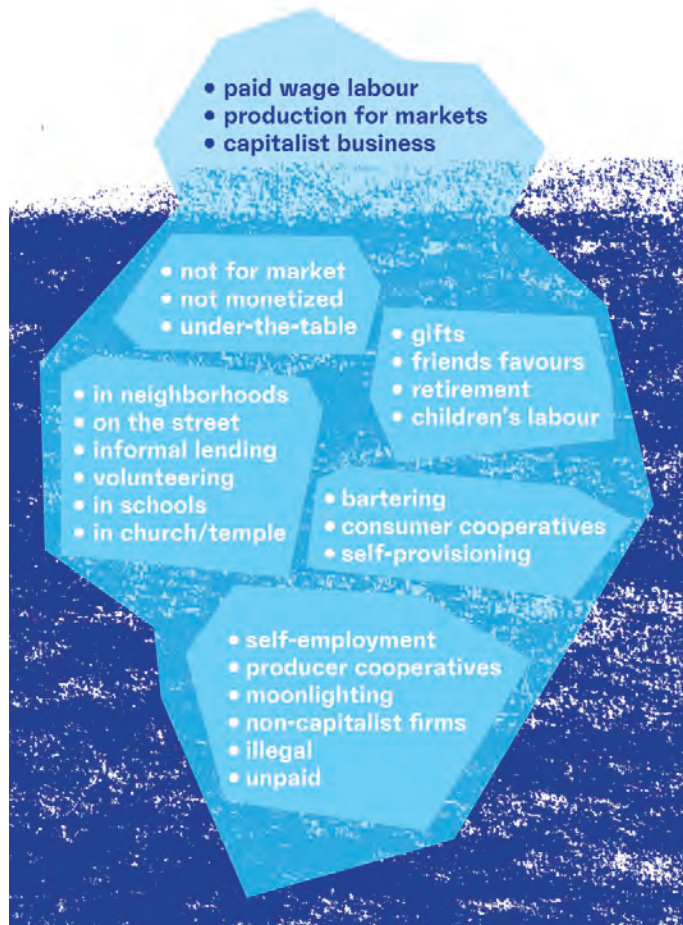 • paid wage labour
• production for markets
• capitalist business
• not for market
• not monetized
• under-the-table
• gifts
• friends favours
• retirement
• children's labour
• in neighborhoods
• on the street
• informal lending
• volunteering
• in schools
• in church/temple
• bartering
• consumer cooperatives
• self-provisioning
• self-employment
• producer cooperatives
• moonlighting
• non-capitalist firms
• illegal
• unpaid